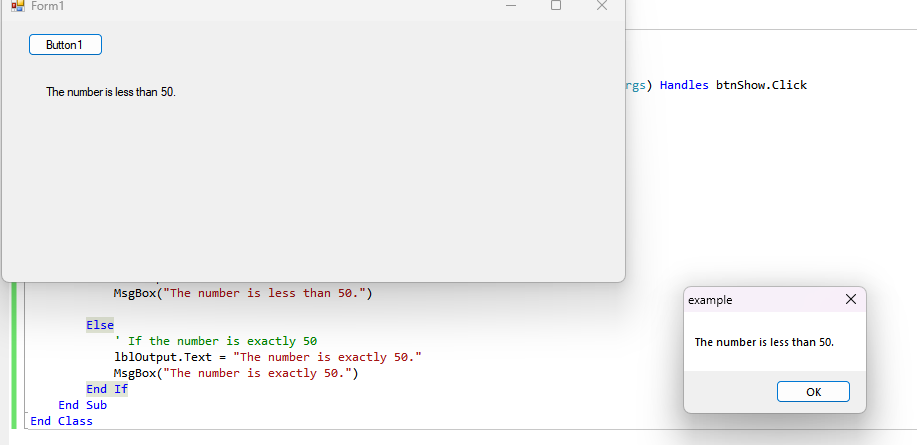 Form1
Button1
The number is less than 50.
rgs) Handles btnShow.Click
MsgBox("The number is less than 50.")
Else
' If the number is exactly 50
lblOutput.Text = "The number is exactly 50."
MsgBox("The number is exactly 50.")
End If
End Sub
End Class
example
The number is less than 50.
OK